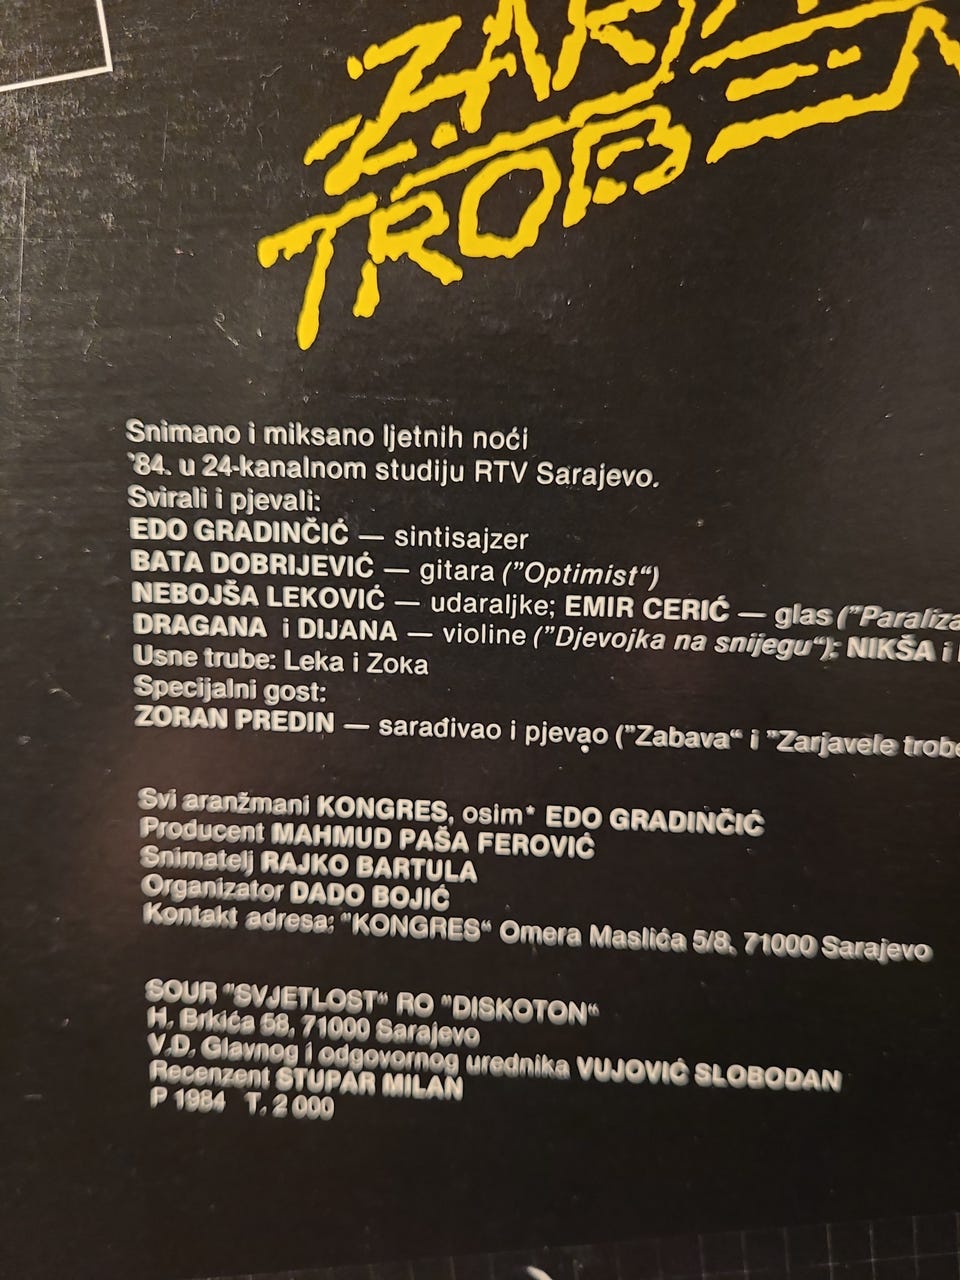 TROBEN
Snimano i miksano ljetnih noći
'84. u 24-kanalnom studiju RTV Sarajevo.
Svirali i pjevali:
EDO GRADINČIĆ — sintisajzer
BATA DOBRIJEVIĆ — gitara ("Optimist“)
NEBOJŠA LEKOVIĆ — udaraljke; EMIR CERIĆ — glas
DRAGANA i DIJANA — violine ("Djevojka na snijegu“); NIKŠA i
Usne trube: Leka i Zoka
Specijalni gost:
ZORAN PREDIN — sarađivao i pjevao ("Zabava“ i "Zarjavele
Svi aranžmani KONGRES, osim* EDO GRADINČIĆ
Producent MAHMUD PAŠA FEROVIĆ
Snimatelj RAJKO BARTULA
Organizator DADO BOJIĆ
Kontakt adresa: "KONGRES“ Omera Maslića 5/8, 71000 Sarajevo
SOUR "SVJETLOST“ RO "DISKOTON“
H. Brkića 58, 71000 Sarajevo
V.D. Glavnog i odgovornog urednika VUJOVIĆ SLOBODAN
Recenzent STUPAR MILAN
P 1984 T. 2 000